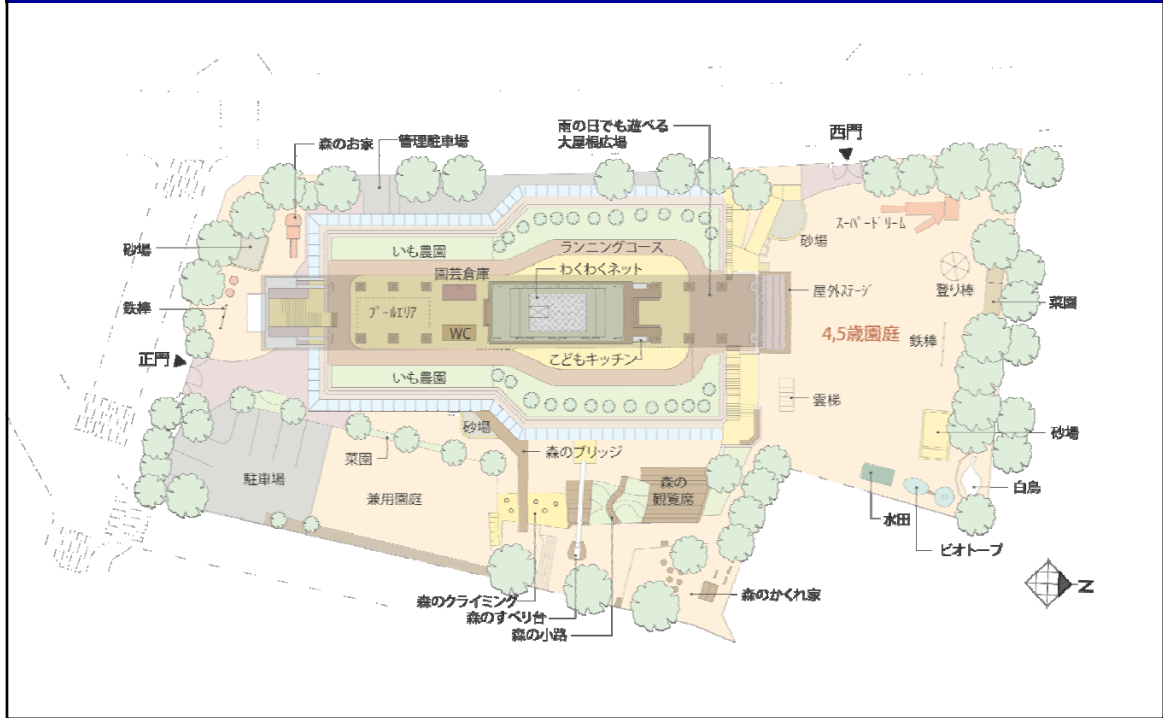 雨の日でも遊べる
大屋根広場
西門
森のお家
管理駐車場
スーパードリーム
砂場
砂場
いも農園
ランニングコース
園芸倉庫
わくわくネット
屋外ステージ
登り棒
菜園
鉄棒
プールエリア
WC
4,5歳園庭
鉄棒
正門
こどもキッチン
いも農園
雲梯
砂場
砂場
森のブリッジ
菜園
駐車場
兼用園庭
森の
観覧席
白鳥
水田
ビオトープ
N
森のクライミング
森のかくれ家
森のすべり台
森の小路